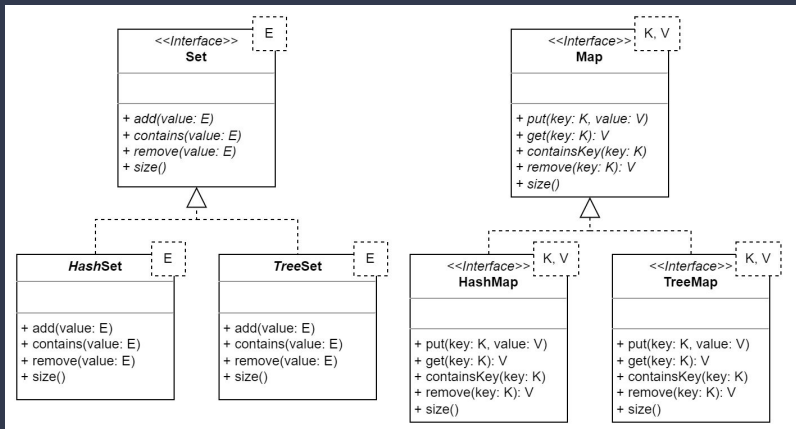 <<Interface>>
E
Set
+ add(value: E)
+ contains(value: E)
+ remove(value: E)
+ size()
<<Interface>>
K, V
Map
+ put(key: K, value: V)
+ get(key: K): V
+ containsKey(key: K)
+ remove(key: K): V
+ size()
HashSet
E
+ add(value: E)
+ contains(value: E)
+ remove(value: E)
+ size()
TreeSet
E
+ add(value: E)
+ contains(value: E)
+ remove(value: E)
+ size()
<<Interface>>
K, V
HashMap
+ put(key: K, value: V)
+ get(key: K): V
+ containsKey(key: K)
+ remove(key: K): V
+ size()
<<Interface>>
K, V
TreeMap
+ put(key: K, value: V)
+ get(key: K): V
+ containsKey(key: K)
+ remove(key: K): V
+ size()